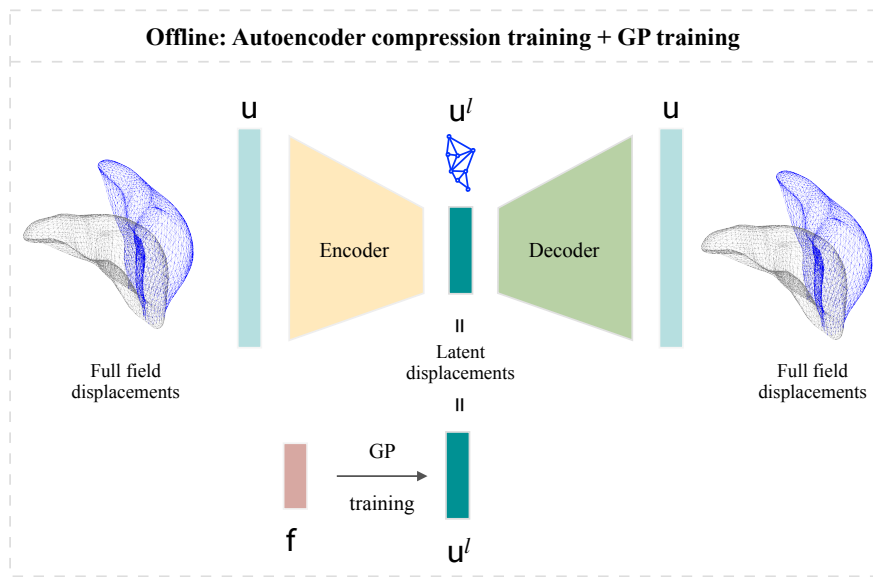 Offline: Autoencoder compression training + GP training
u
u^l
u
Encoder
Decoder
Full field
displacements
=
Latent
displacements
=
Full field
displacements
GP
training
f
u^l